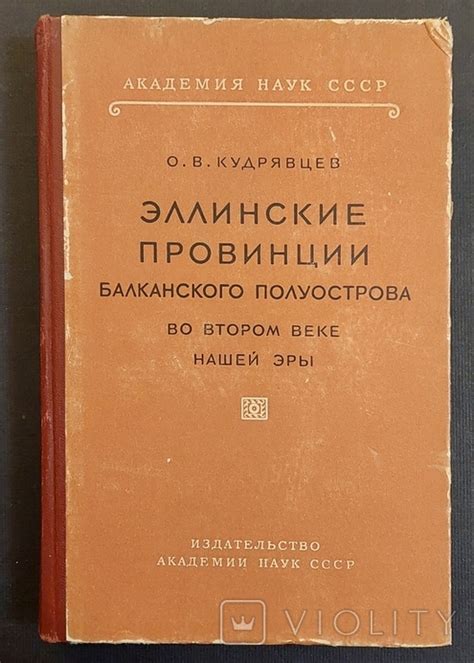 АКАДЕМИЯ НАУК СССР
О. В. КУДРЯВЦЕВ
ЭЛЛИНСКИЕ
ПРОВИНЦИИ
БАЛКАНСКОГО ПОЛУОСТРОВА
ВО ВТОРОМ ВЕКЕ
НАШЕЙ ЭРЫ
ИЗДАТЕЛЬСТВО
АКАДЕМИИ НАУК СССР
VIOLITY